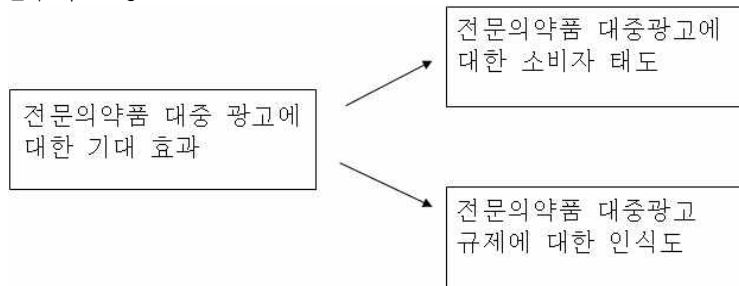 전문의약품 대중광고에
대한 소비자 태도
전문의약품 대중 광고에
대한 기대 효과
전문의약품 대중광고
규제에 대한 인식도